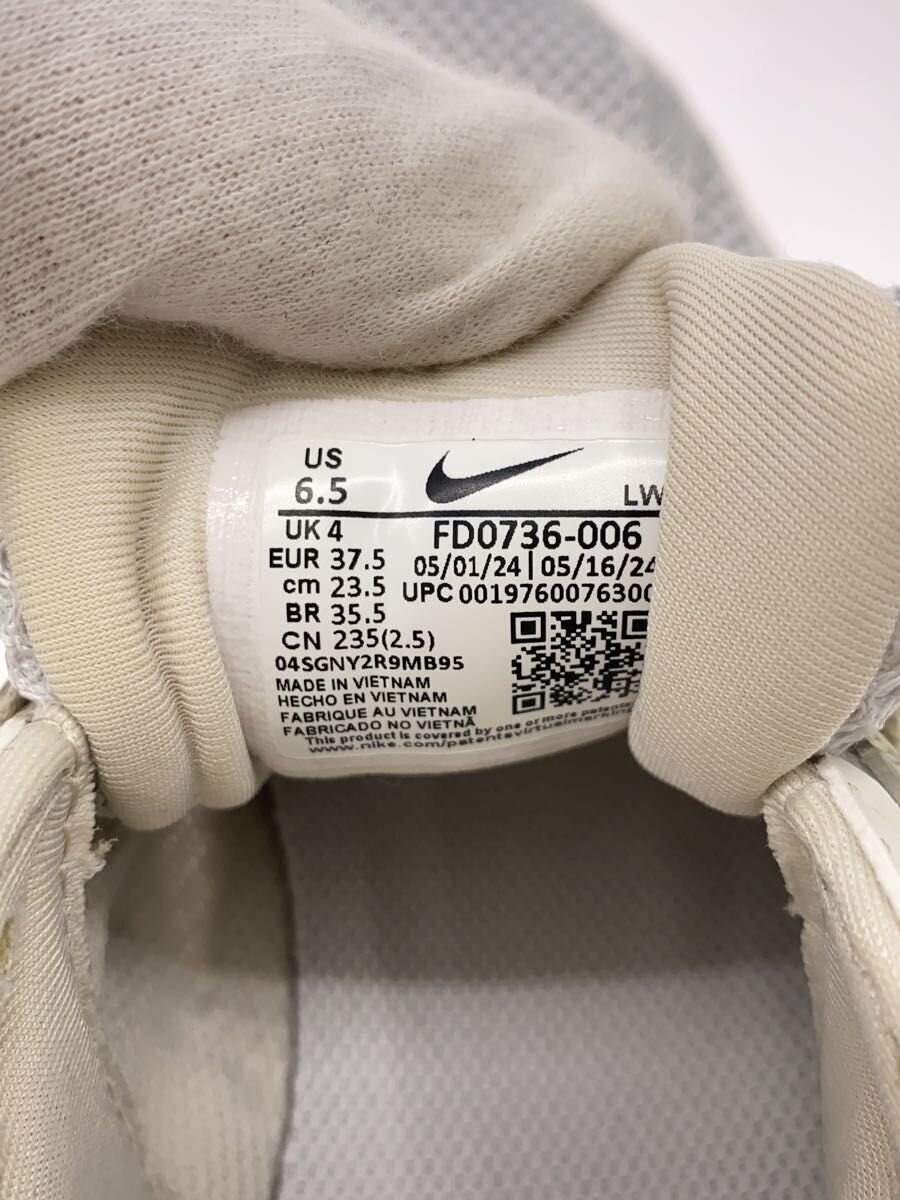 US
6.5
LW
UK 4
FD0736-006
EUR 37.5
05/01/24 | 05/16/24
cm 23.5
UPC 0019760076300
BR 35.5
CN 235(2.5)
04SGNY2R9MB95
MADE IN VIETNAM
HECHO EN VIETNAM
FABRIQUE AU VIETNAM
FABRICADO NO VIETNÃ
This product is covered by one or more patents
www.nike.com/patentsvirtualmarking